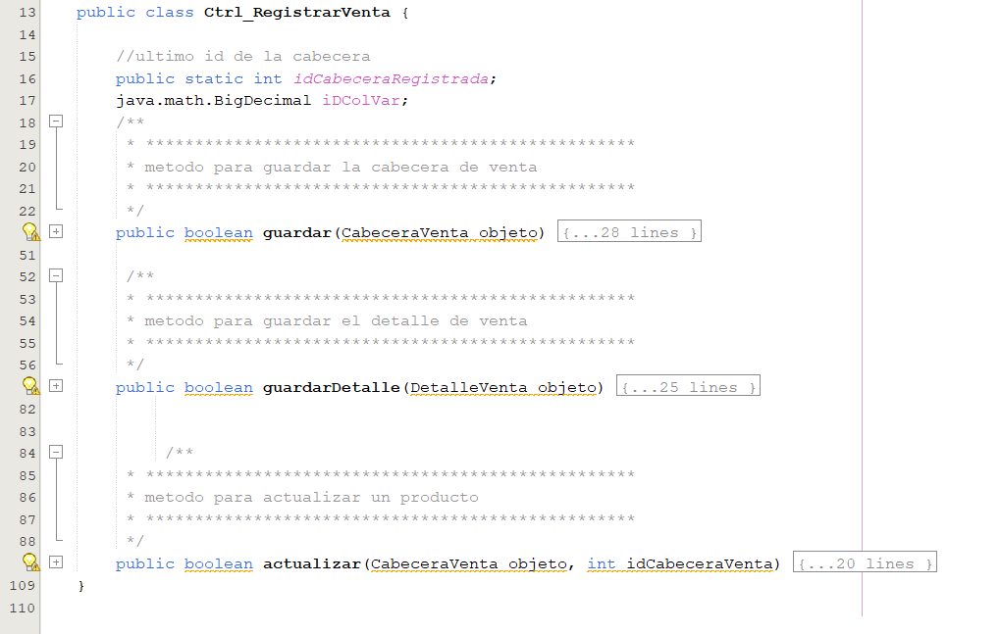 13 public class Ctrl_RegistrarVenta {
14
15 //ultimo id de la cabecera
16 public static int idCabeceraRegistrada;
17 java.math.BigDecimal iDColVar;
18 /**
19 * **************************************************
20 * metodo para guardar la cabecera de venta
21 * **************************************************
22 */
public boolean guardar(CabeceraVenta objeto) {...28 lines }
51
52 /**
53 * **************************************************
54 * metodo para guardar el detalle de venta
55 * **************************************************
56 */
public boolean guardarDetalle(DetalleVenta objeto) {...25 lines }
82
83
84 /**
85 * **************************************************
86 * metodo para actualizar un producto
87 * **************************************************
88 */
public boolean actualizar(CabeceraVenta objeto, int idCabeceraVenta) {...20 lines }
109 }
110